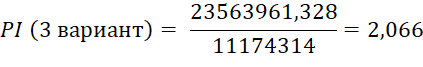 PI (3 вариант) = 23563961,328 / 11174314 = 2,066